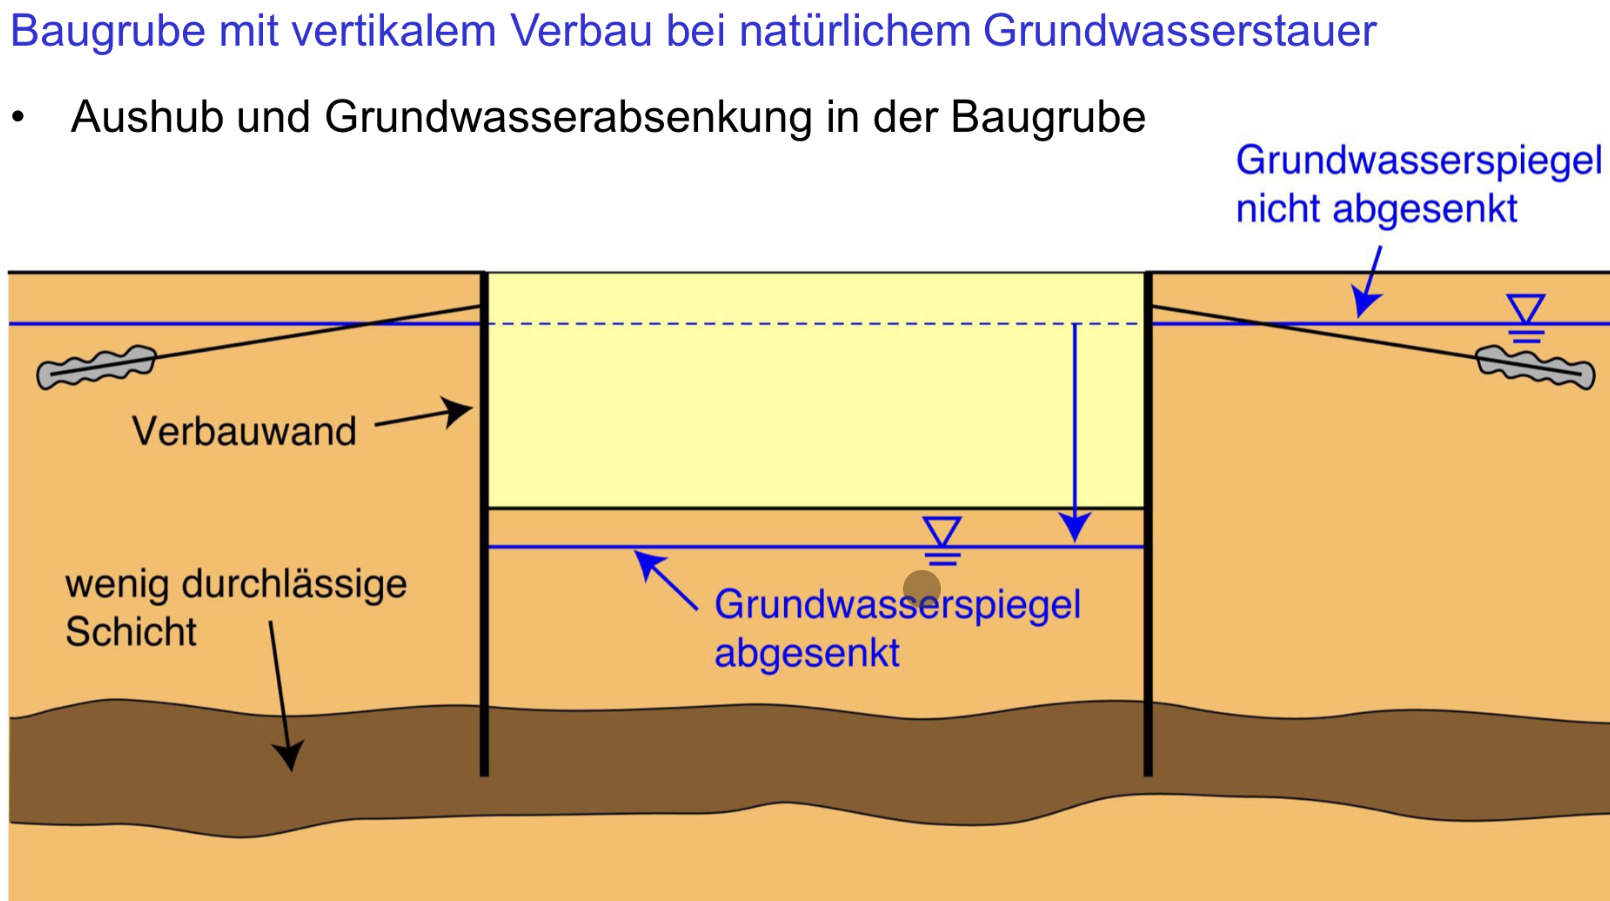 Baugrube mit vertikalem Verbau bei natürlichem Grundwasserstauer
• Aushub und Grundwasserabsenkung in der Baugrube
Grundwasserspiegel
nicht abgesenkt
Verbauwand
wenig durchlässige
Schicht
Grundwasserspiegel
abgesenkt